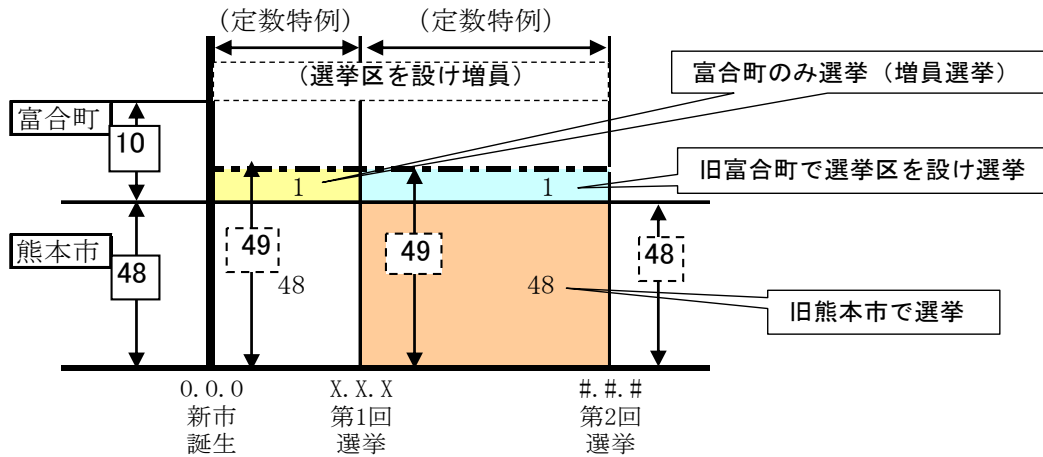 (定数特例) (定数特例)
(選挙区を設け増員)
富合町のみ選挙（増員選挙）
富合町
10
1
1
旧富合町で選挙区を設け選挙
熊本市
48
49
48
49
48
48
旧熊本市で選挙
0.0.0
新市
誕生
X.X.X
第1回
選挙
#.#.#
第2回
選挙